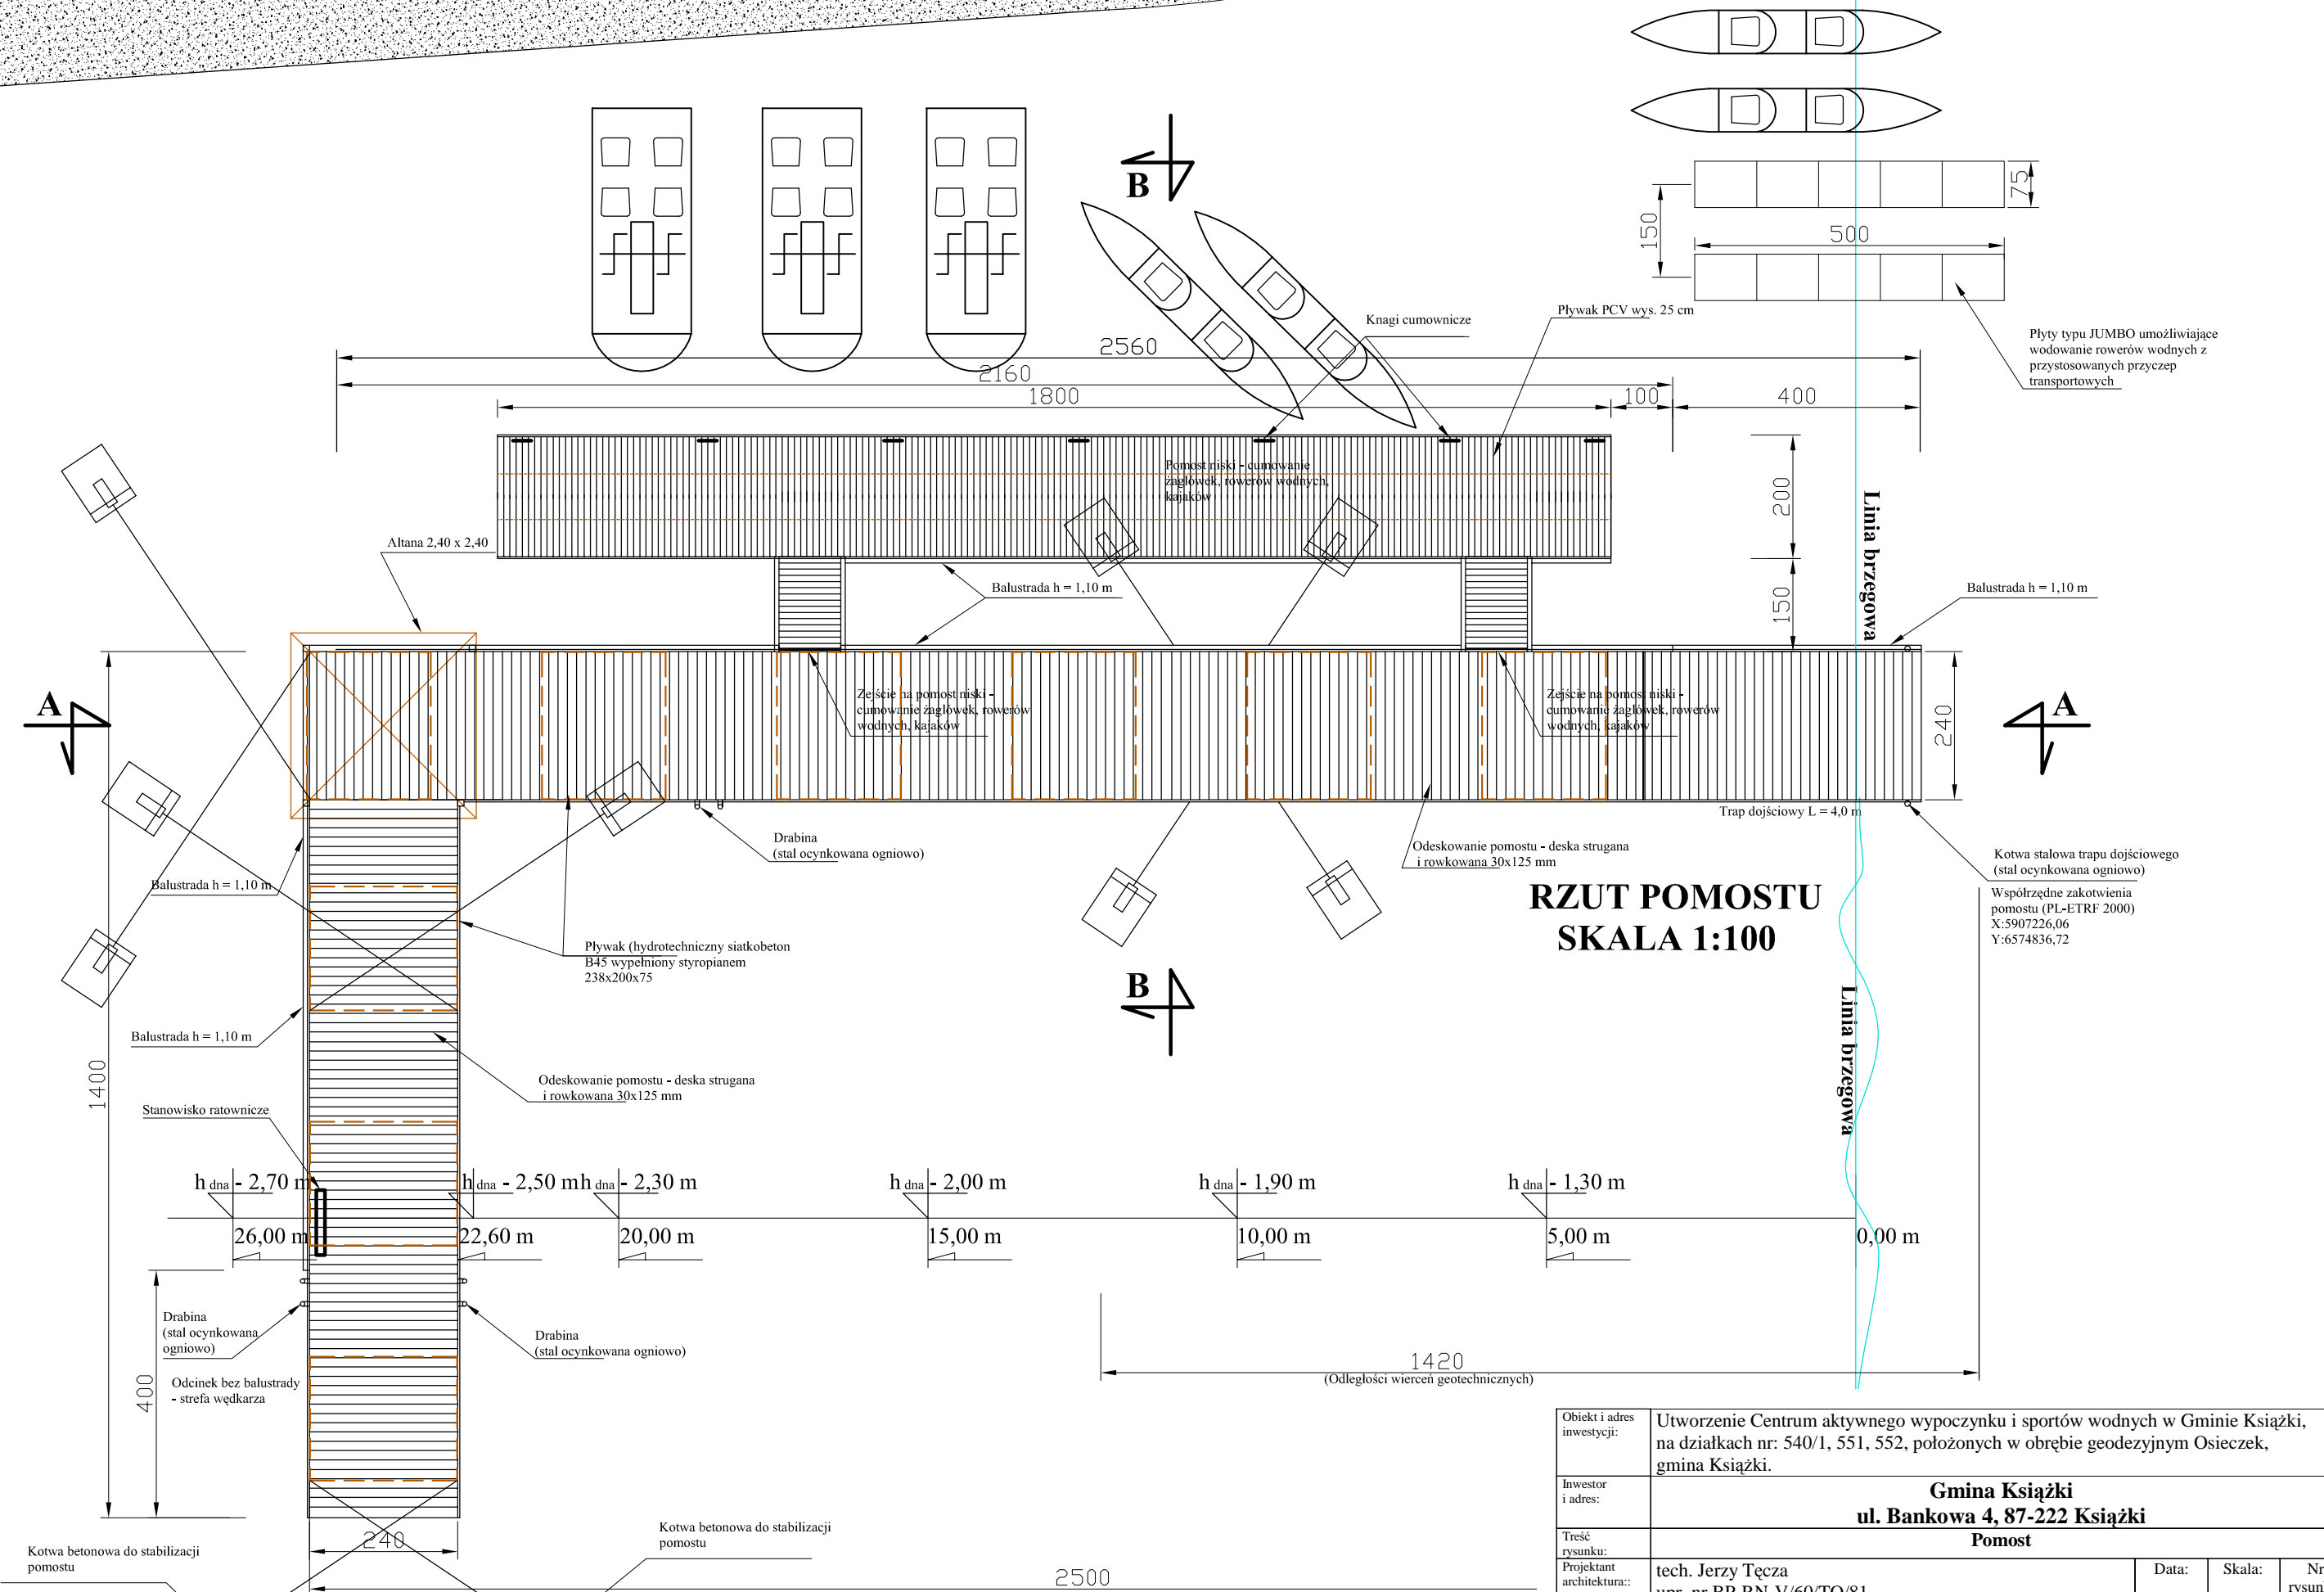 B
75
150
500
Knagi cumownicze
Pływak PCV wys. 25 cm
Płyty typu JUMBO umożliwiające
wodowanie rowerów wodnych z
przystosowanych przyczep
transportowych
2560
2160
1800
100
400
Pomost niski - cumowanie
żaglówek, rowerów wodnych,
kajaków
200
Linia brzegowa
Altana 2,40 x 2,40
Balustrada h = 1,10 m
150
Balustrada h = 1,10 m
A
Zejście na pomost niski -
cumowanie żaglówek, rowerów
wodnych, kajaków
Zejście na pomost niski -
cumowanie żaglówek, rowerów
wodnych, kajaków
240
A
Trap dojściowy L = 4,0 m
Drabina
(stal ocynkowana ogniowo)
Odeskowanie pomostu - deska strugana
i rowkowana 30x125 mm
Kotwa stalowa trapu dojściowego
(stal ocynkowana ogniowo)
Współrzędne zakotwienia
pomostu (PL-ETRF 2000)
X:5907226,06
Y:6574836,72
RZUT POMOSTU
SKALA 1:100
Balustrada h = 1,10 m
Pływak (hydrotechniczny siatkobeton
B45 wypełniony styropianem
238x200x75
B
Linia brzegowa
Balustrada h = 1,10 m
1400
Odeskowanie pomostu - deska strugana
i rowkowana 30x125 mm
Stanowisko ratownicze
h dna - 2,70 m
h dna - 2,50 m
h dna - 2,30 m
h dna - 2,00 m
h dna - 1,90 m
h dna - 1,30 m
26,00 m
22,60 m
20,00 m
15,00 m
10,00 m
5,00 m
0,00 m
Drabina
(stal ocynkowana
ogniowo)
Drabina
(stal ocynkowana ogniowo)
1420
(Odległości wierceń geotechnicznych)
400
Odcinek bez balustrady
- strefa wędkarza
240
Kotwa betonowa do stabilizacji
pomostu
Kotwa betonowa do stabilizacji
pomostu
2500
Obiekt i adres
inwestycji:
Utworzenie Centrum aktywnego wypoczynku i sportów wodnych w Gminie Książki,
na działkach nr: 540/1, 551, 552, położonych w obrębie geodezyjnym Osieczek,
gmina Książki.
Inwestor
i adres:
Gmina Książki
ul. Bankowa 4, 87-222 Książki
Treść
rysunku:
Pomost
Projektant
architektura::
tech. Jerzy Tęcza
upr. nr BP-RN-V/60/TO/81
Data:
Skala:
Nr